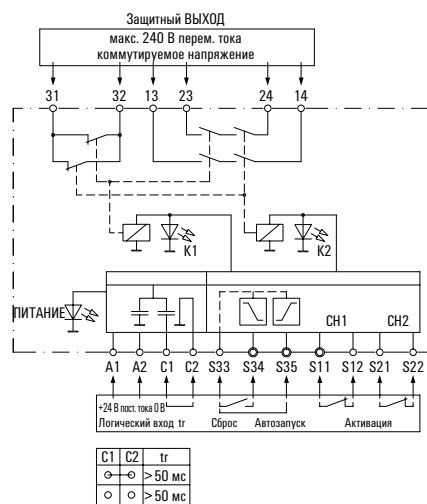 Защитный ВЫХОД
макс. 240 В перем. тока
коммутируемое напряжение
31 32 13 23 24 14
K1 K2
ПИТАНИЕ
CH1 CH2
A1 A2 C1 C2 S33 S34 S35 S11 S12 S21 S22
+24 В пост. тока 0 В
Логический вход tr Сброс Автозапуск Активация
C1 C2 tr
> 50 мс
> 50 мс